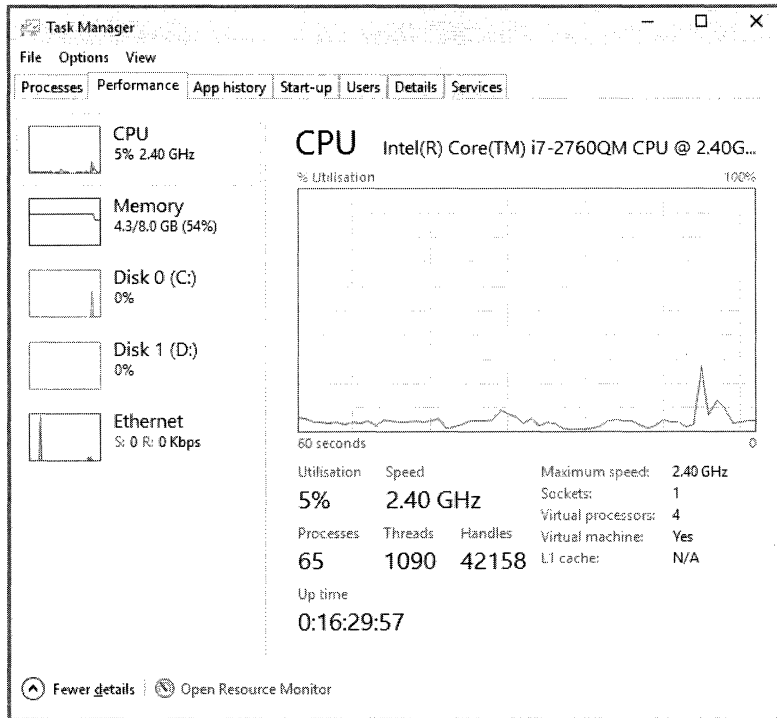 Task Manager
File Options View
Processes Performance App history Start-up Users Details Services
CPU
5% 2.40 GHz
Memory
4.3/8.0 GB (54%)
Disk 0 (C:)
0%
Disk 1 (D:)
0%
Ethernet
S: 0 R: 0 Kbps
CPU Intel(R) Core(TM) i7-2760QM CPU @ 2.40G...
% Utilisation 100%
60 seconds 0
Utilisation Speed
5% 2.40 GHz
Processes Threads Handles
65 1090 42158
Up time
0:16:29:57
Maximum speed: 2.40 GHz
Sockets: 1
Virtual processors: 4
Virtual machine: Yes
L1 cache: N/A
Fewer details Open Resource Monitor